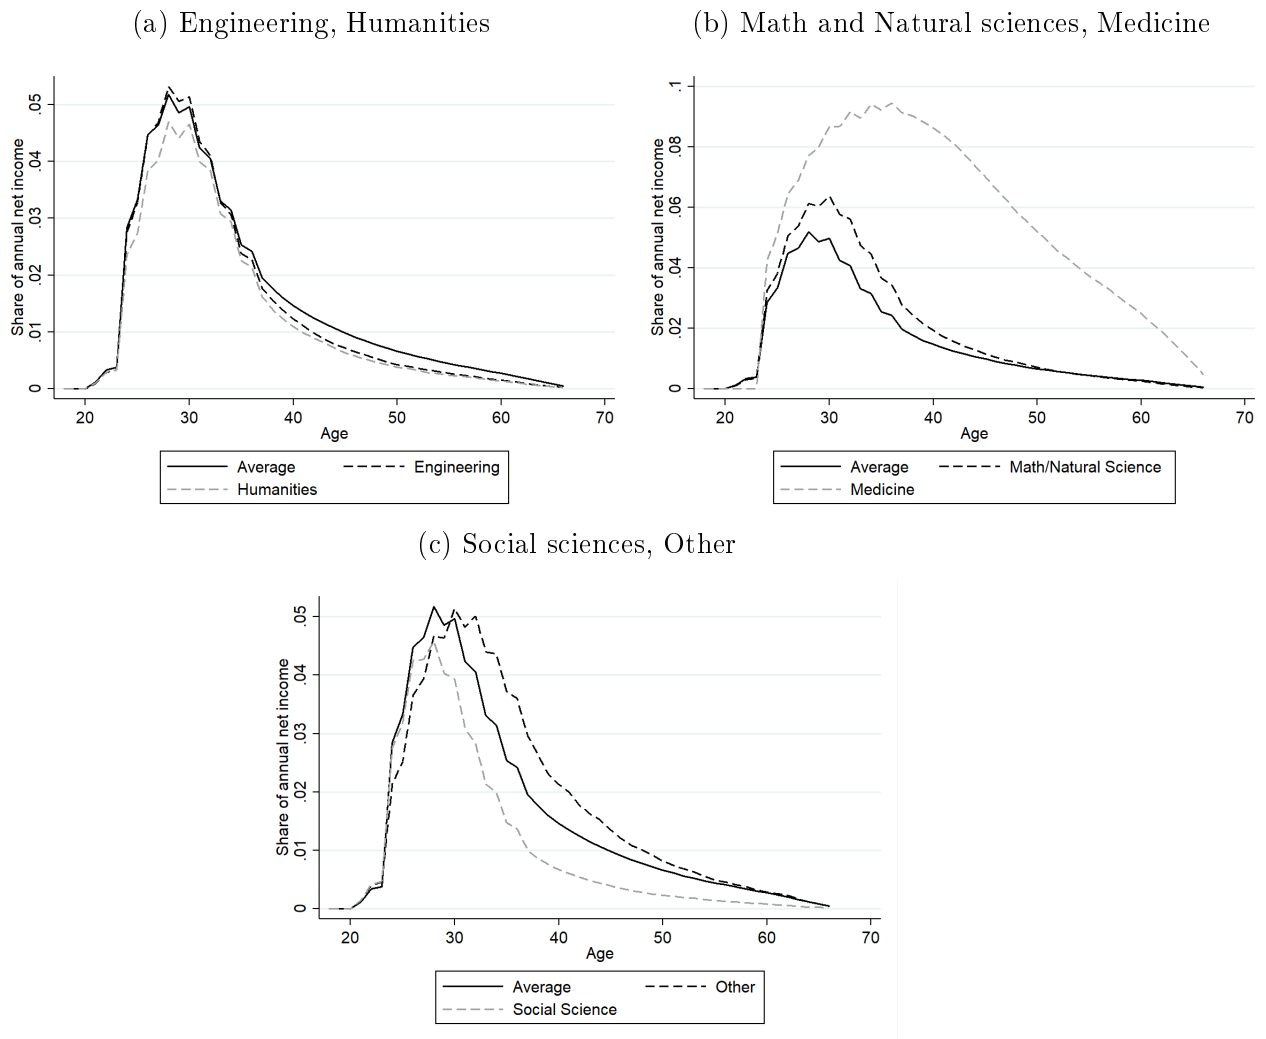 (a) Engineering, Humanities
Share of annual net income
0 .01 .02 .03 .04 .05
20 30 40 50 60 70
Age
Average Engineering
Humanities
(b) Math and Natural sciences, Medicine
Share of annual net income
0 .02 .04 .06 .08 .1
20 30 40 50 60 70
Age
Average Math/Natural Science
Medicine
(c) Social sciences, Other
Share of annual net income
0 .01 .02 .03 .04 .05
20 30 40 50 60 70
Age
Average Other
Social Science